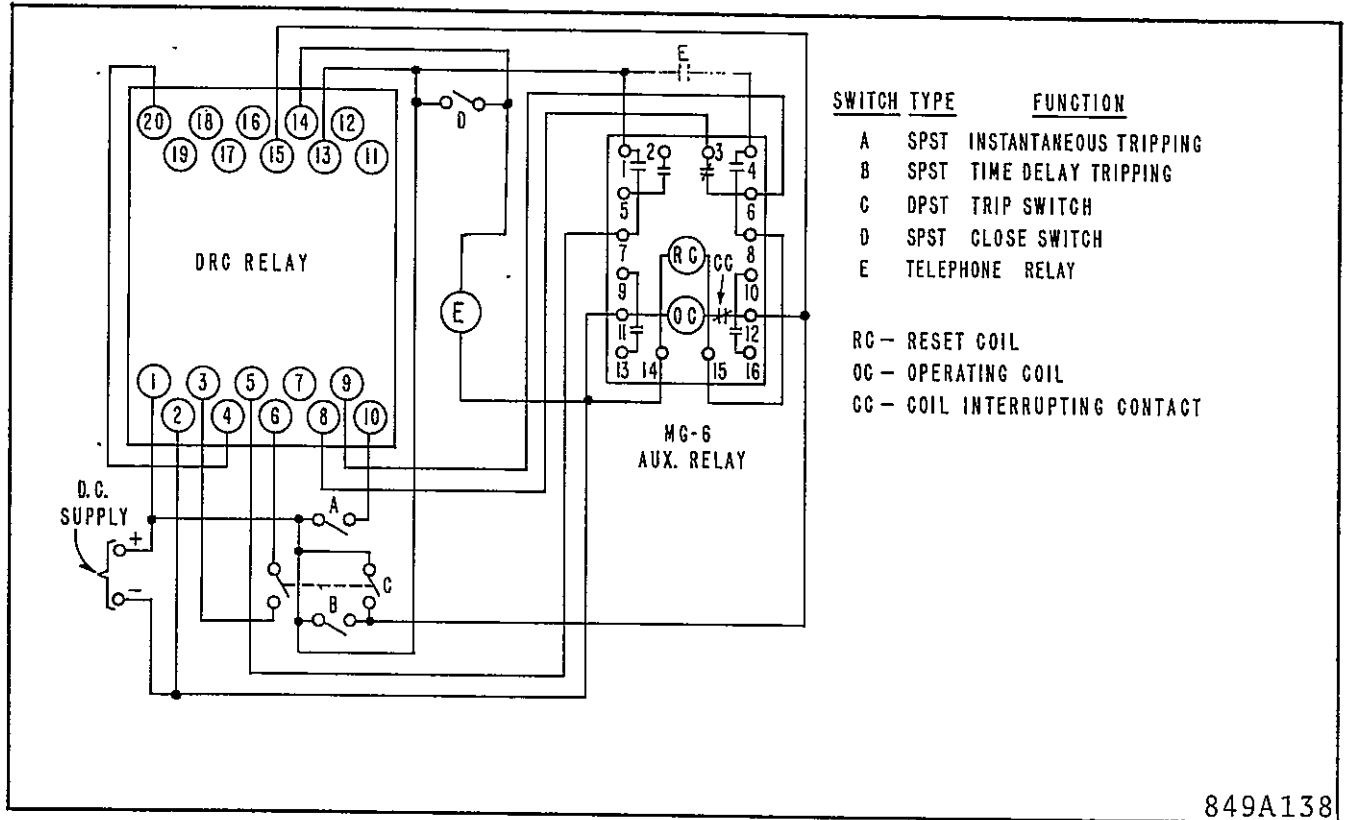 E
20 18 16 14 12
19 17 15 13 11
D
1 2 3 4
5 6
7 8
9 10
11 12
13 14 15 16
RC
CC
OC
DRC RELAY
E
MG-6
AUX. RELAY
1 3 5 7 9
2 4 6 8 10
D.C.
SUPPLY
+
-
A
C
B
SWITCH TYPE FUNCTION
A SPST INSTANTANEOUS TRIPPING
B SPST TIME DELAY TRIPPING
C DPST TRIP SWITCH
D SPST CLOSE SWITCH
E TELEPHONE RELAY
RC – RESET COIL
OC – OPERATING COIL
CC – COIL INTERRUPTING CONTACT
849A138